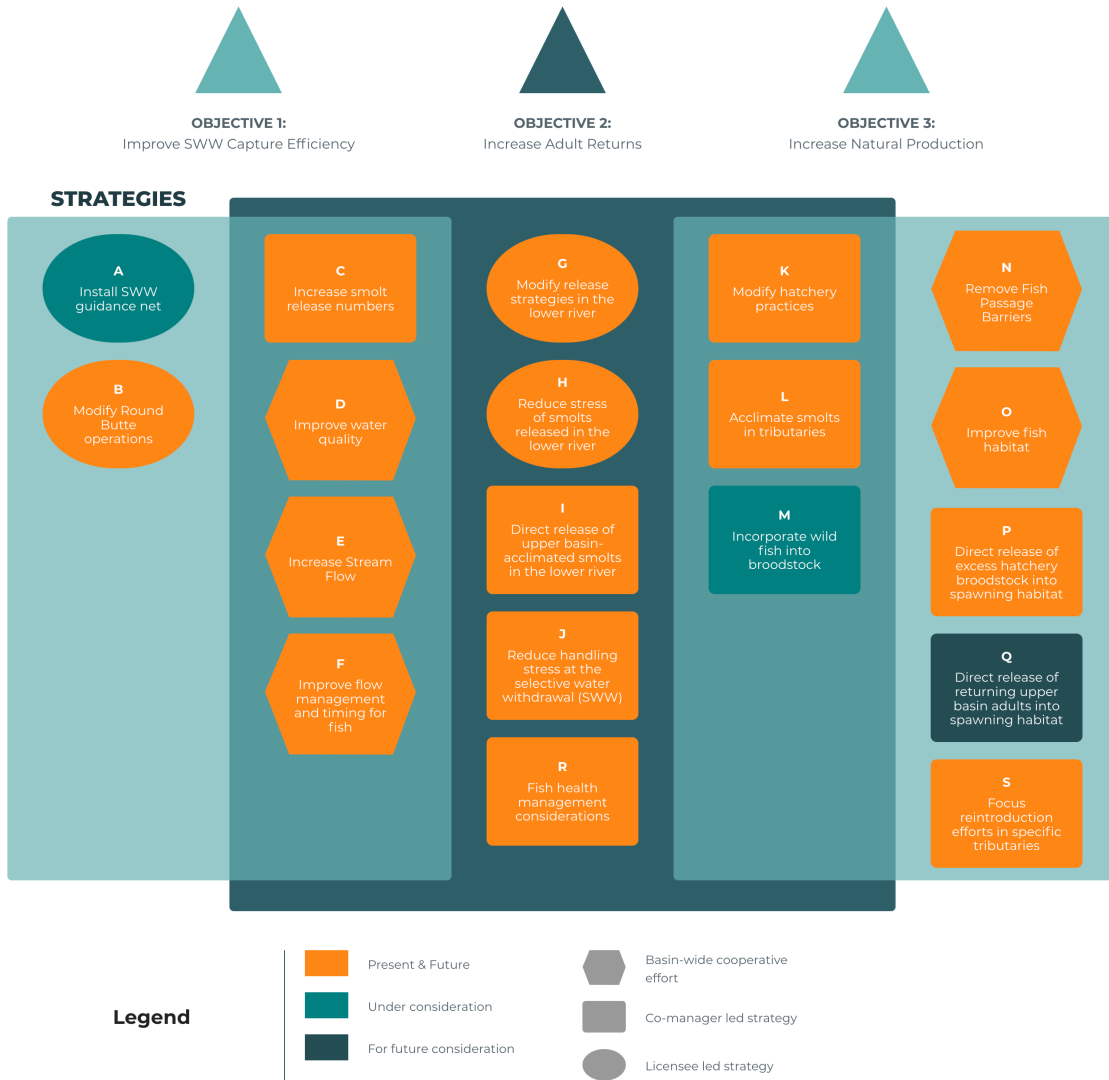 OBJECTIVE 1:
Improve SWW Capture Efficiency
OBJECTIVE 2:
Increase Adult Returns
OBJECTIVE 3:
Increase Natural Production
STRATEGIES
A
Install SWW
guidance net
B
Modify Round
Butte
operations
C
Increase smolt
release numbers
D
Improve water
quality
E
Increase Stream
Flow
F
Improve flow
management
and timing for
fish
G
Modify release
strategies in the
lower river
H
Reduce stress
of smolts
released in the
lower river
I
Direct release of
upper basin-
acclimated smolts
in the lower river
J
Reduce handling
stress at the
selective water
withdrawal (SWW)
R
Fish health
management
considerations
K
Modify hatchery
practices
L
Acclimate smolts
in tributaries
M
Incorporate wild
fish into
broodstock
N
Remove Fish
Passage
Barriers
O
Improve fish
habitat
P
Direct release of
excess hatchery
broodstock into
spawning habitat
Q
Direct release of
returning upper
basin adults into
spawning habitat
S
Focus
reintroduction
efforts in specific
tributaries
Legend
Present & Future
Under consideration
For future consideration
Basin-wide cooperative
effort
Co-manager led strategy
Licensee led strategy